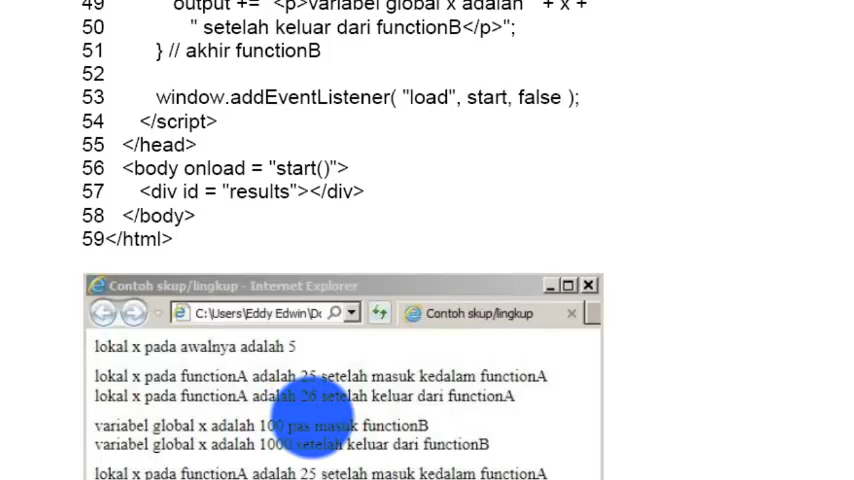 49 output += "<p>variabel global x adalah " + x +
50 " setelah keluar dari functionB</p>";
51 } // akhir functionB
52
53 window.addEventListener( "load", start, false );
54 </script>
55 </head>
56 <body onload = "start()">
57 <div id = "results"></div>
58 </body>
59</html>
Contoh skup/lingkup - Internet Explorer
C:\Users\Eddy Edwin\Do
Contoh skup/lingkup
lokal x pada awalnya adalah 5
lokal x pada functionA adalah 25 setelah masuk kedalam functionA
lokal x pada functionA adalah 26 setelah keluar dari functionA
variabel global x adalah 100 pas masuk functionB
variabel global x adalah 1000 setelah keluar dari functionB
lokal x pada functionA adalah 25 setelah masuk kedalam functionA